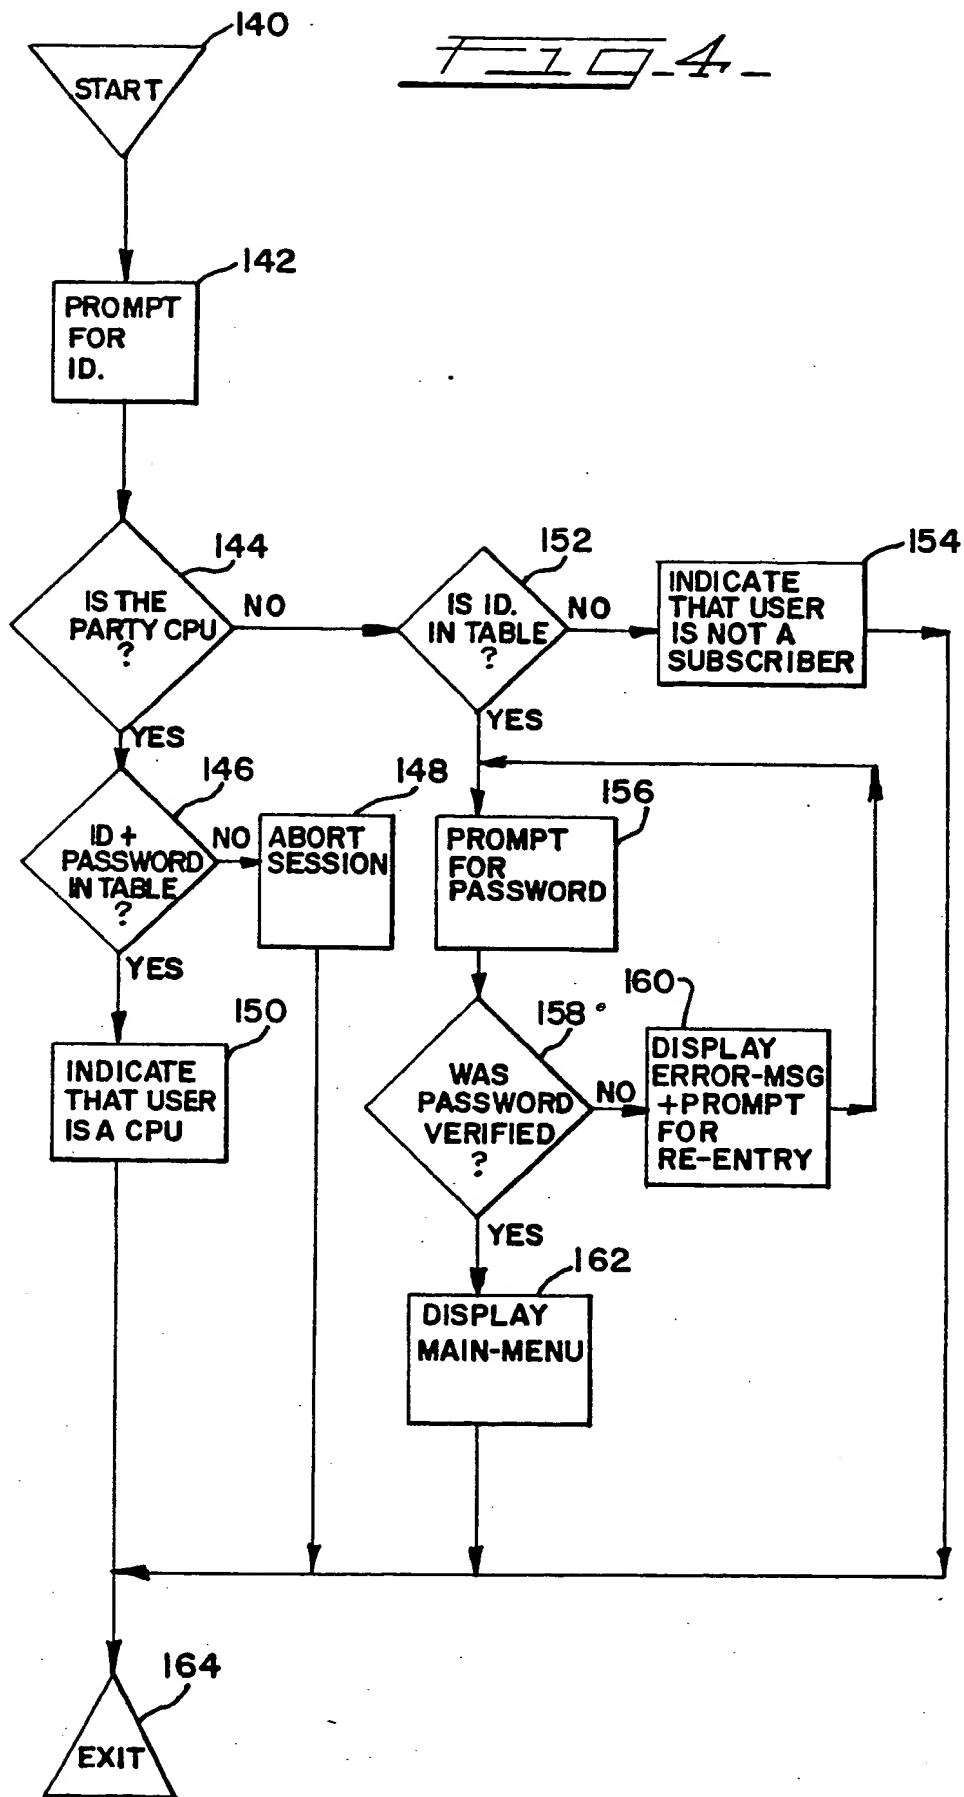 140
FIG. 4
START
142
PROMPT
FOR
ID.
144
IS THE
PARTY CPU
?
NO
YES
152
IS ID.
IN TABLE
?
NO
YES
154
INDICATE
THAT USER
IS NOT A
SUBSCRIBER
146
ID +
PASSWORD
IN TABLE
?
NO
YES
148
ABORT
SESSION
156
PROMPT
FOR
PASSWORD
150
INDICATE
THAT USER
IS A CPU
158
WAS
PASSWORD
VERIFIED
?
NO
YES
160
DISPLAY
ERROR-MSG
+PROMPT
FOR
RE-ENTRY
162
DISPLAY
MAIN-MENU
164
EXIT